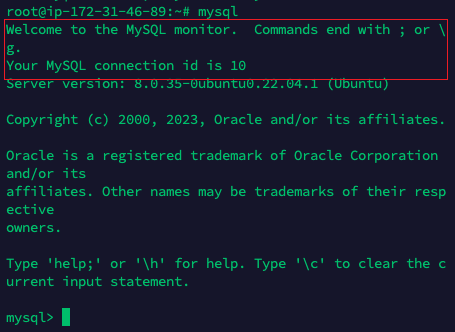 root@ip-172-31-46-89:~# mysql
Welcome to the MySQL monitor.  Commands end with ; or \
g.
Your MySQL connection id is 10
Server version: 8.0.35-0ubuntu0.22.04.1 (Ubuntu)
Copyright (c) 2000, 2023, Oracle and/or its affiliates.
Oracle is a registered trademark of Oracle Corporation
and/or its
affiliates. Other names may be trademarks of their resp
ective
owners.
Type 'help;' or '\h' for help. Type '\c' to clear the c
urrent input statement.
mysql>